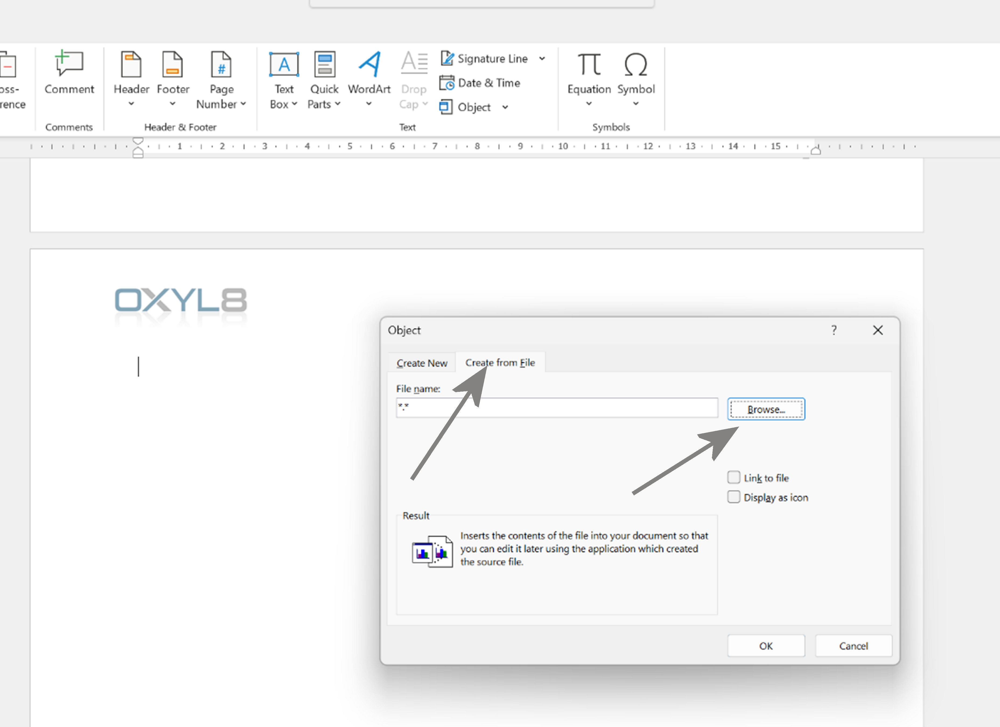 oss-
rence
Comment
Comments
Header
Footer
Page
Number
Header & Footer
Text
Box
Quick
Parts
WordArt
Drop
Cap
Signature Line
Date & Time
Object
Text
Equation
Symbol
Symbols
1 2 3 4 5 6 7 8 9 10 11 12 13 14 15
OXYL8
Object
Create New
Create from File
File name:
*.*
Browse...
Link to file
Display as icon
Result
Inserts the contents of the file into your document so that
you can edit it later using the application which created
the source file.
OK
Cancel